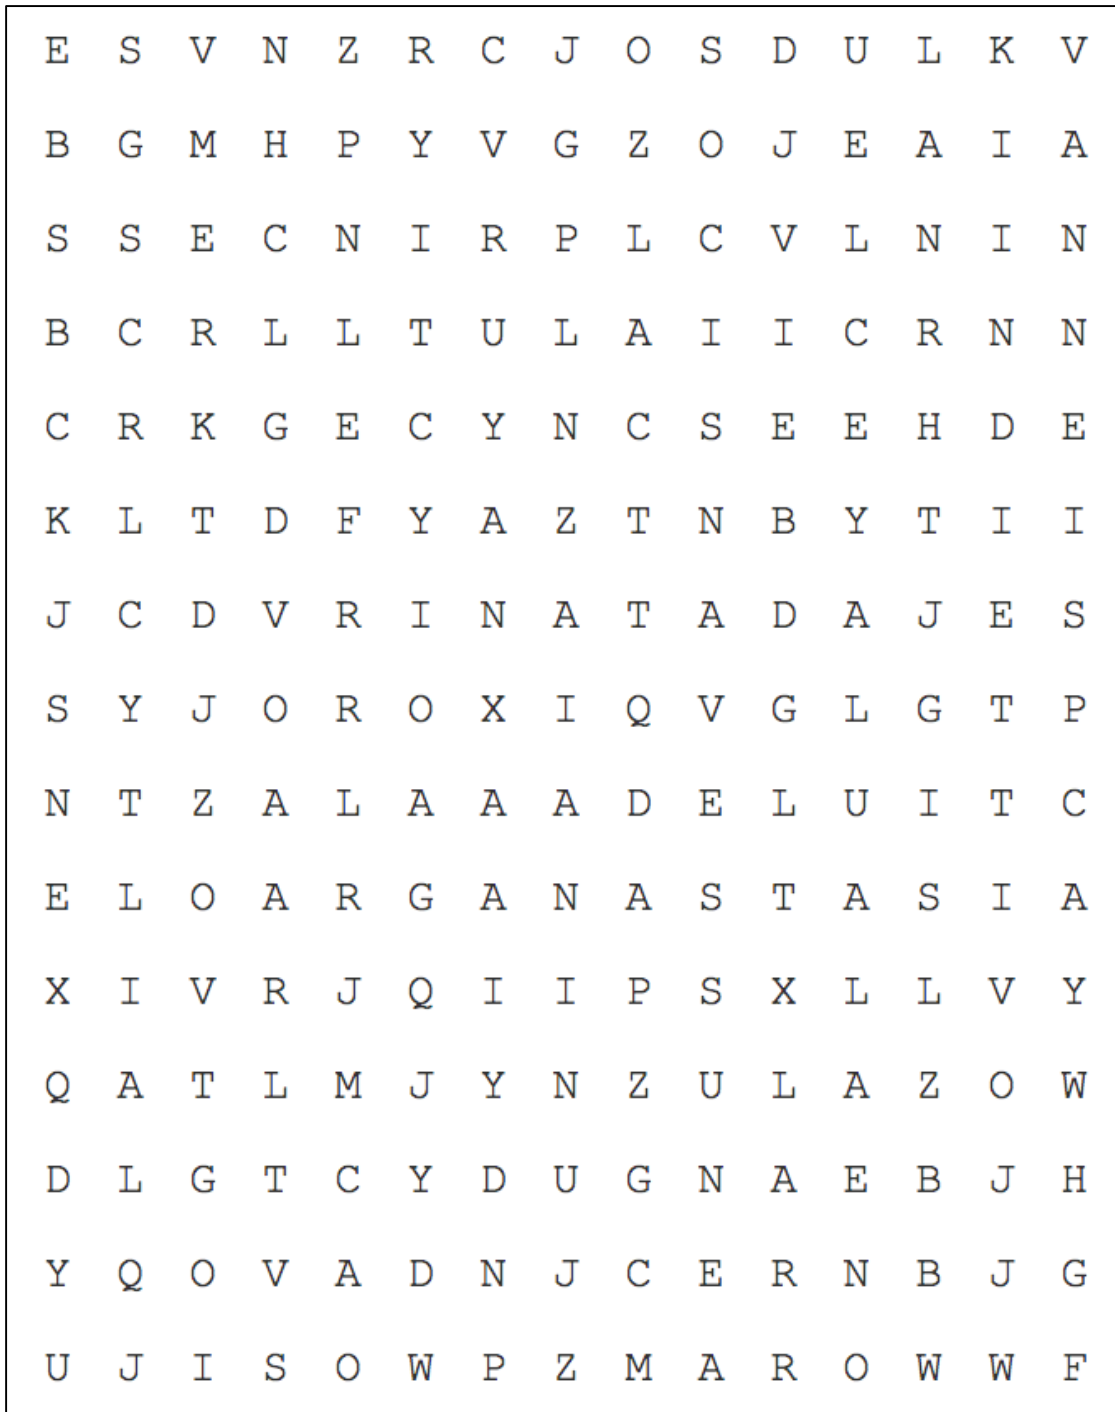 E S V N Z R C J O S D U L K V
B G M H P Y V G Z O J E A I A
S S E C N I R P L C V L N I N
B C R L L T U L A I I C R N N
C R K G E C Y N C S E E H D E
K L T D F Y A Z T N B Y T I I
J C D V R I N A T A D A J E S
S Y J O R O X I Q V G L G T P
N T Z A L A A A D E L U I T C
E L O A R G A N A S T A S I A
X I V R J Q I I P S X L L V Y
Q A T L M J Y N Z U L A Z O W
D L G T C Y D U G N A E B J H
Y Q O V A D N J C E R N B J G
U J I S O W P Z M A R O W W F